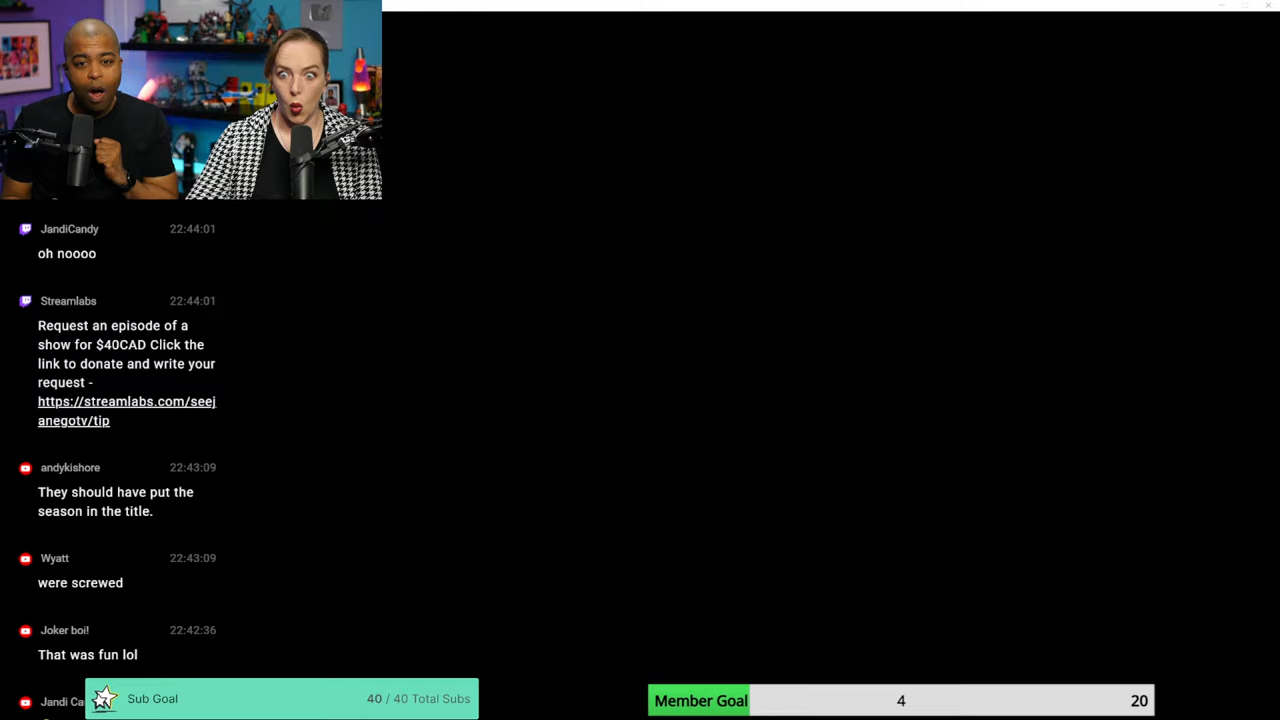 JandiCandy 22:44:01
oh noooo
Streamlabs 22:44:01
Request an episode of a
show for $40CAD Click the
link to donate and write your
request -
https://streamlabs.com/seej
anegotv/tip
andykishore 22:43:09
They should have put the
season in the title.
Wyatt 22:43:09
were screwed
Joker boi! 22:42:36
That was fun lol
Jandi Ca
Sub Goal 40 / 40 Total Subs
Member Goal 4 20